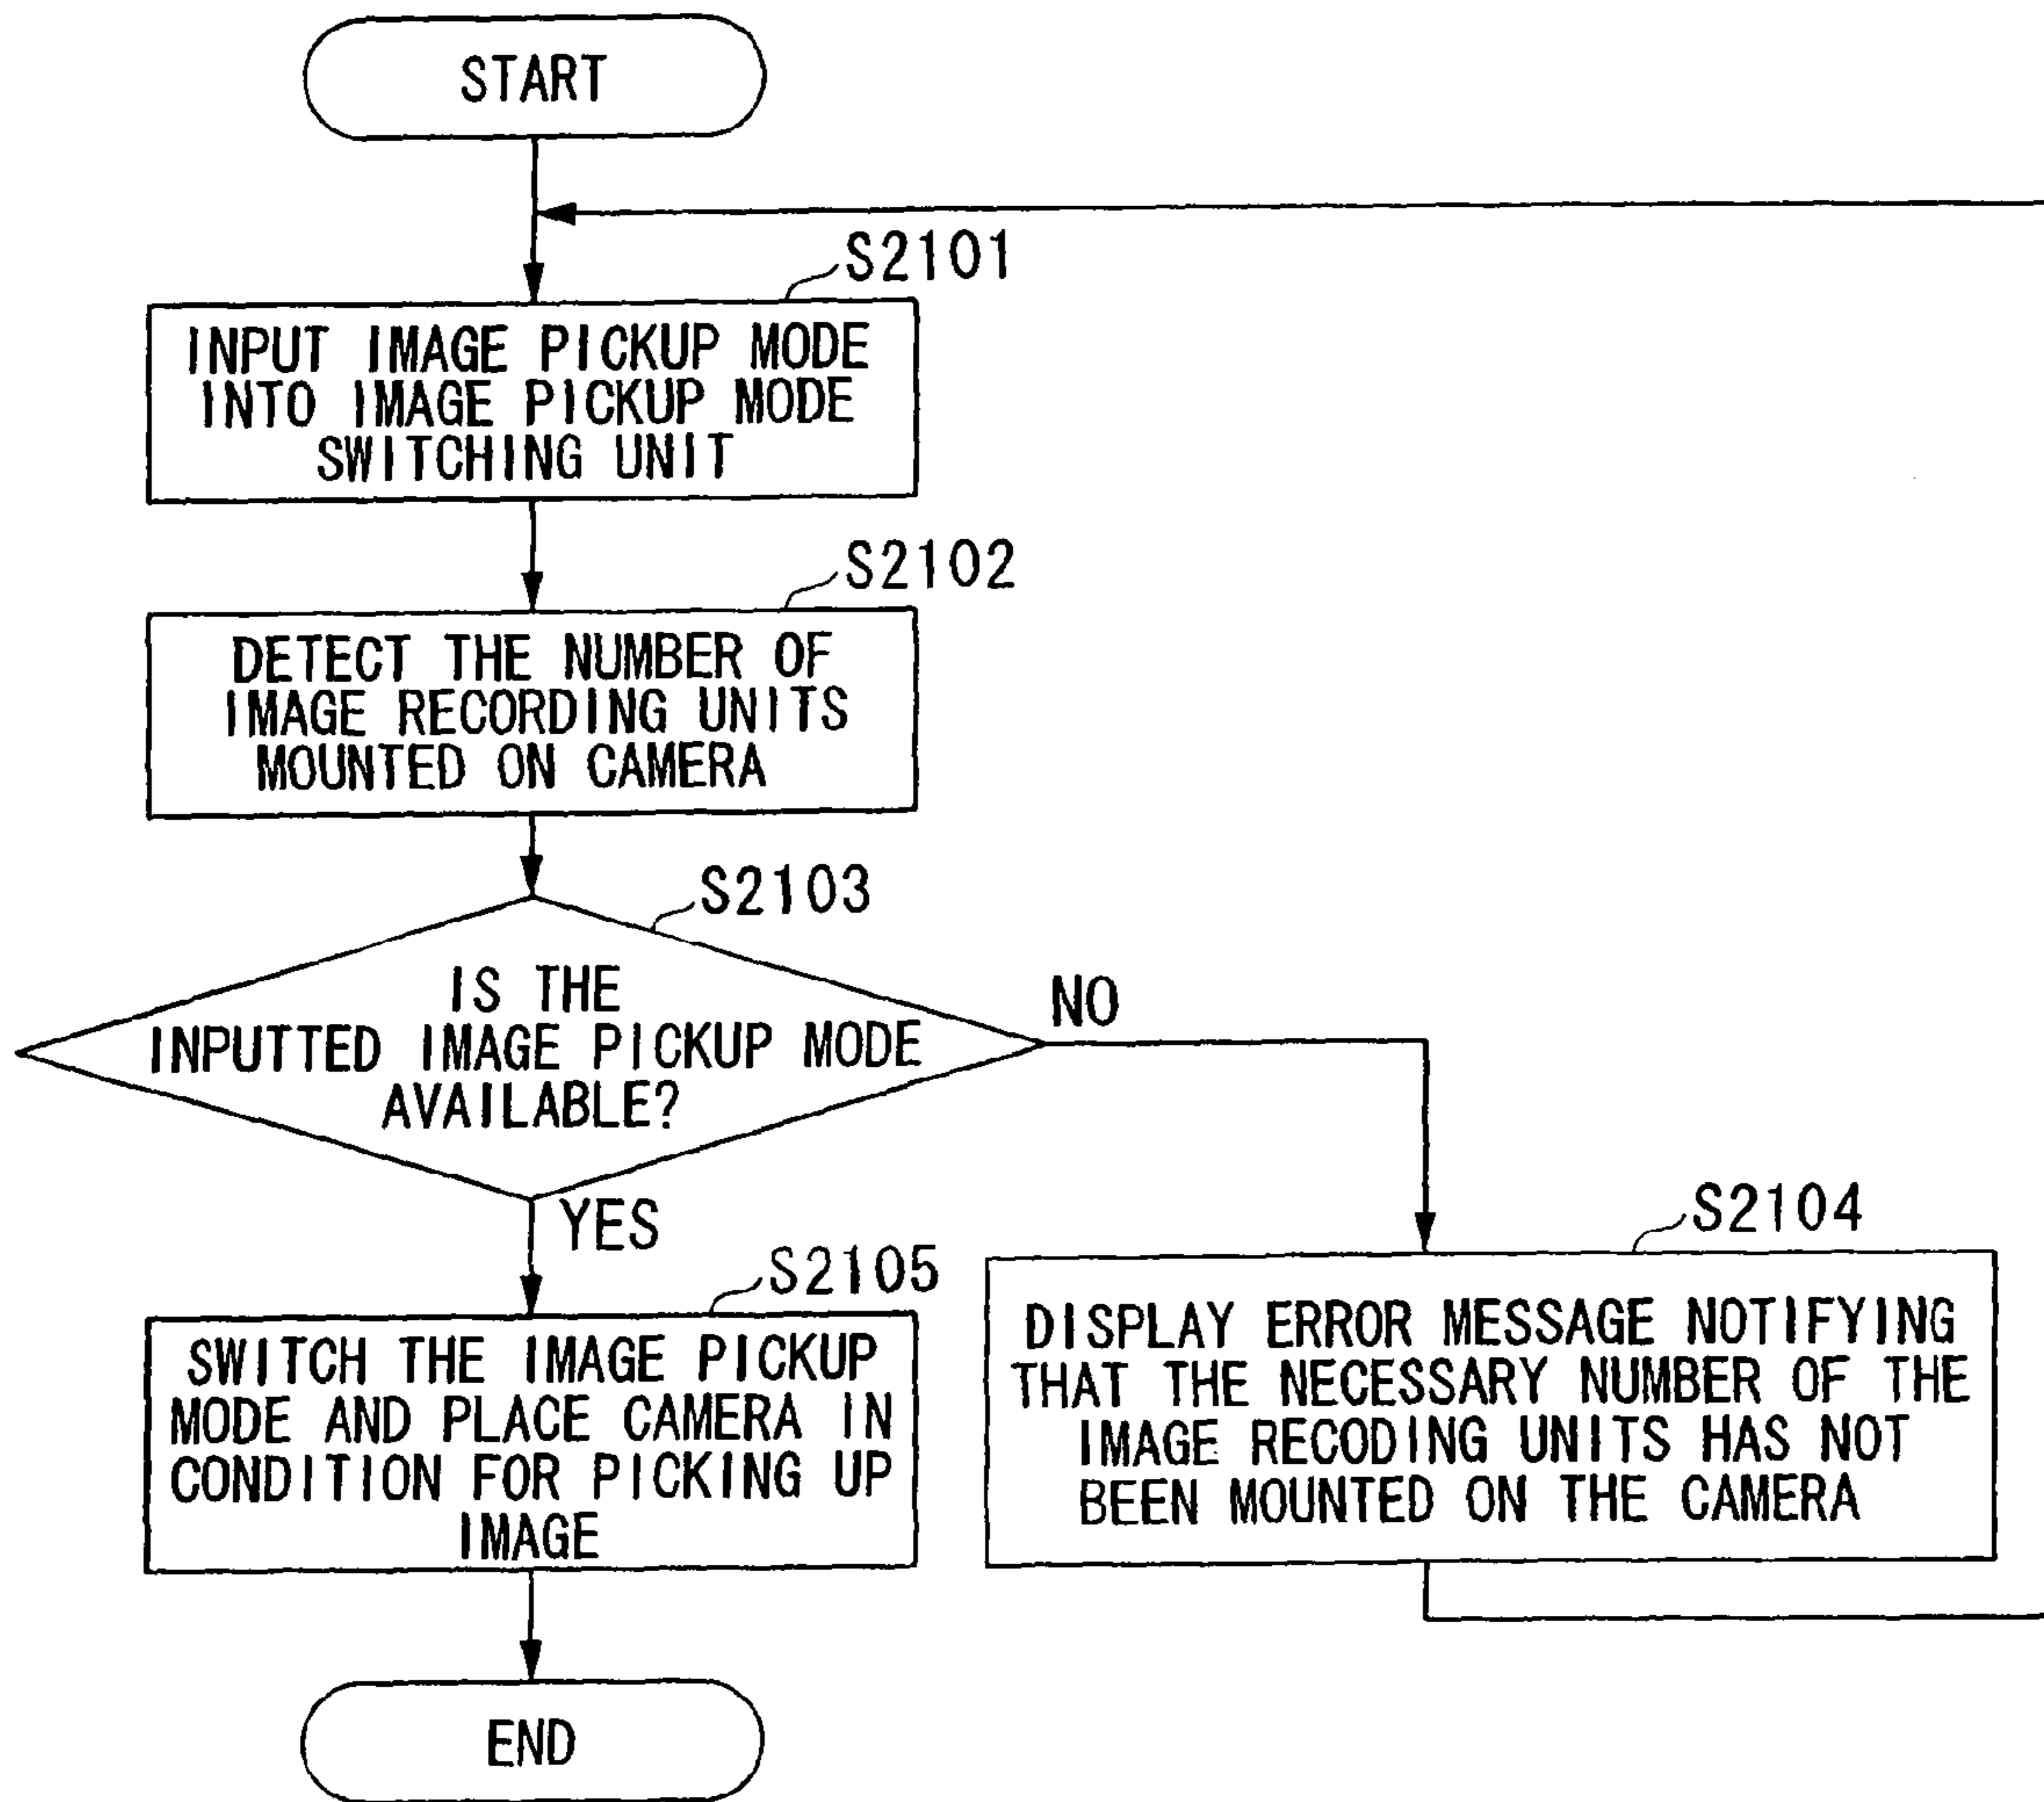 START
S2101
INPUT IMAGE PICKUP MODE
INTO IMAGE PICKUP MODE
SWITCHING UNIT
S2102
DETECT THE NUMBER OF
IMAGE RECORDING UNITS
MOUNTED ON CAMERA
S2103
IS THE
INPUTTED IMAGE PICKUP MODE
AVAILABLE?
NO
YES
S2104
DISPLAY ERROR MESSAGE NOTIFYING
THAT THE NECESSARY NUMBER OF THE
IMAGE RECODING UNITS HAS NOT
BEEN MOUNTED ON THE CAMERA
S2105
SWITCH THE IMAGE PICKUP
MODE AND PLACE CAMERA IN
CONDITION FOR PICKING UP
IMAGE
END